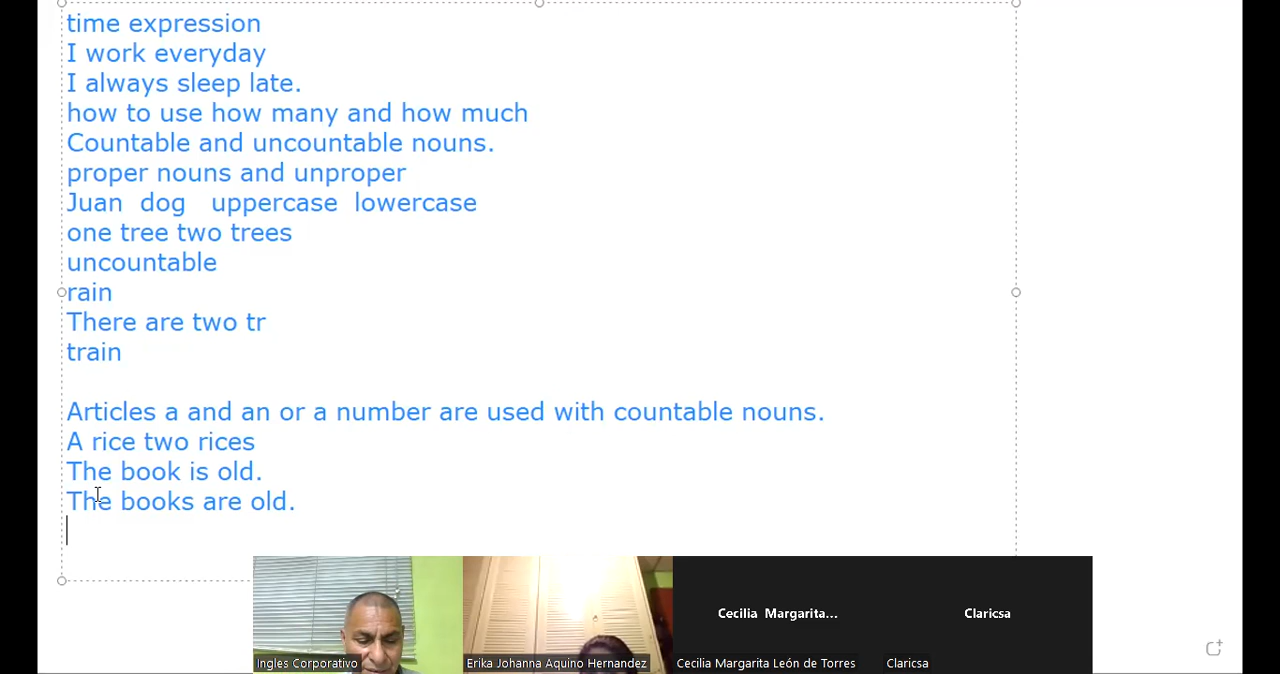 time expression
I work everyday
I always sleep late.
how to use how many and how much
Countable and uncountable nouns.
proper nouns and unproper
Juan dog uppercase lowercase
one tree two trees
uncountable
rain
There are two tr
train
Articles a and an or a number are used with countable nouns.
A rice two rices
The book is old.
The books are old.
Cecilia Margarita...
Claricsa
Ingles Corporativo
Erika Johanna Aquino Hernandez
Cecilia Margarita León de Torres
Claricsa